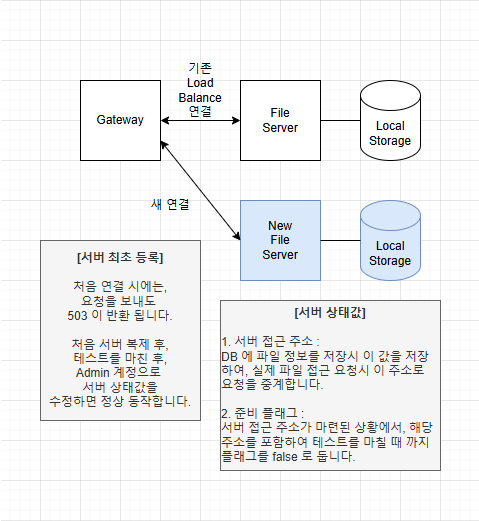 기존
Load
Balance
연결
Gateway
File
Server
Local
Storage
새 연결
New
File
Server
Local
Storage
[서버 최초 등록]
처음 연결 시에는,
요청을 보내도
503 이 반환 됩니다.
처음 서버 복제 후,
테스트를 마친 후,
Admin 계정으로
서버 상태값을
수정하면 정상 동작합니다.
[서버 상태값]
1. 서버 접근 주소 :
DB 에 파일 정보를 저장시 이 값을 저장
하여, 실제 파일 접근 요청시 이 주소로
요청을 중계합니다.
2. 준비 플래그 :
서버 접근 주소가 마련된 상황에서, 해당
주소를 포함하여 테스트를 마칠 때 까지
플래그를 false 로 둡니다.